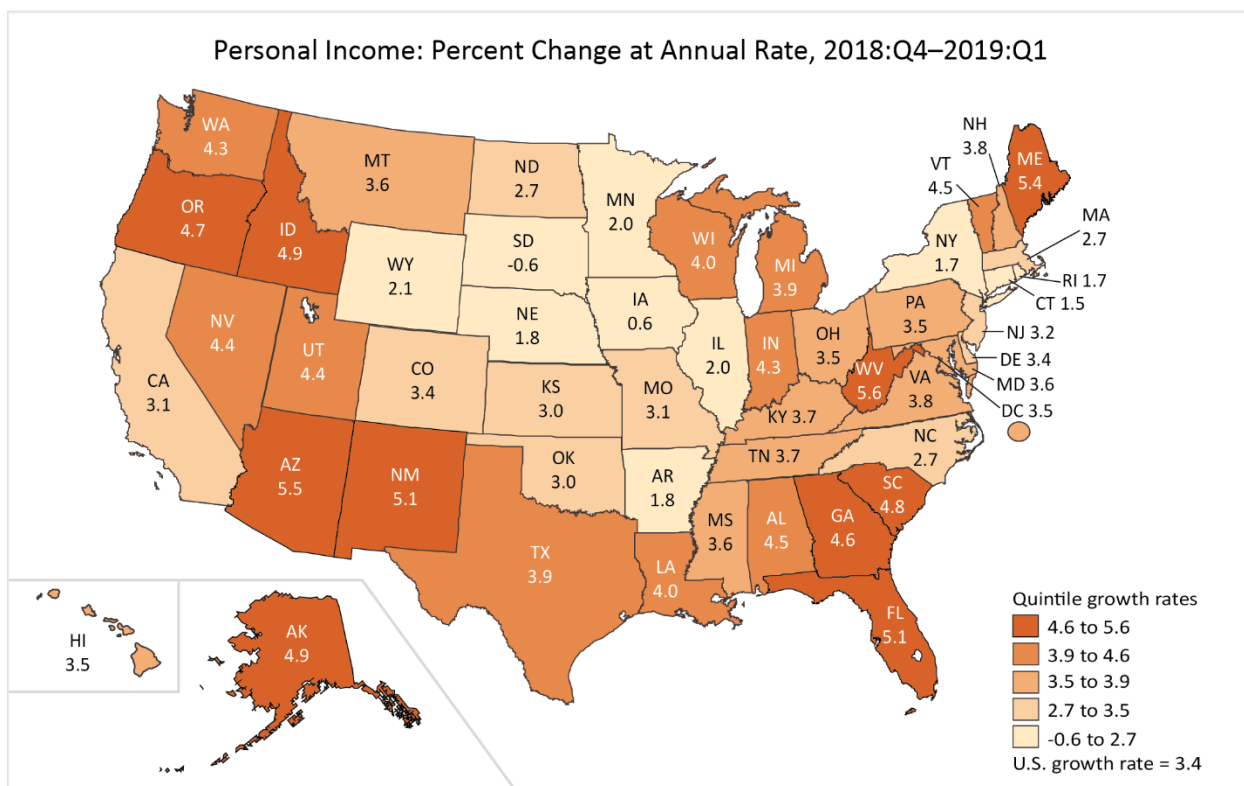 Personal Income: Percent Change at Annual Rate, 2018:Q4–2019:Q1
WA
4.3
MT
3.6
ND
2.7
MN
2.0
NH
3.8
ME
5.4
VT
4.5
OR
4.7
ID
4.9
SD
-0.6
WI
4.0
MI
3.9
NY
1.7
MA
2.7
WY
2.1
RI 1.7
CT 1.5
IA
0.6
NE
1.8
PA
3.5
NV
4.4
UT
4.4
IL
2.0
IN
4.3
OH
3.5
NJ 3.2
DE 3.4
MD 3.6
DC 3.5
CA
3.1
CO
3.4
KS
3.0
MO
3.1
WV
5.6
VA
3.8
KY 3.7
NC
2.7
TN 3.7
AZ
5.5
NM
5.1
OK
3.0
AR
1.8
SC
4.8
MS
3.6
AL
4.5
GA
4.6
TX
3.9
LA
4.0
FL
5.1
HI
3.5
AK
4.9
Quintile growth rates
4.6 to 5.6
3.9 to 4.6
3.5 to 3.9
2.7 to 3.5
-0.6 to 2.7
U.S. growth rate = 3.4